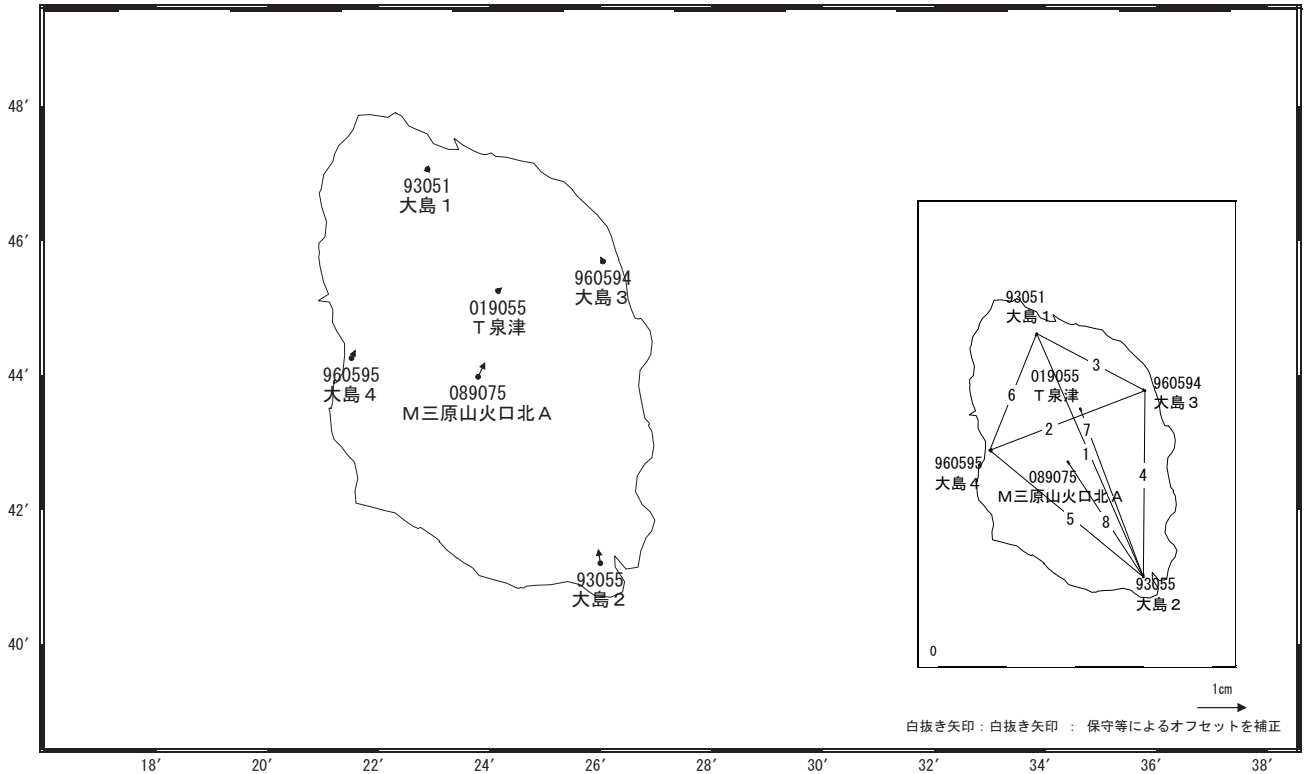 48′
46′
44′
42′
40′
18′
20′
22′
24′
26′
28′
30′
32′
34′
36′
38′
93051
大島１
960594
大島３
019055
Ｔ泉津
960595
大島４
089075
Ｍ三原山火口北Ａ
93055
大島２
93051
大島１
3
019055
Ｔ泉津
960594
大島３
6
2
7
1
960595
大島４
089075
Ｍ三原山火口北Ａ
4
5
8
93055
大島２
0
1cm
白抜き矢印：白抜き矢印 ： 保守等によるオフセットを補正